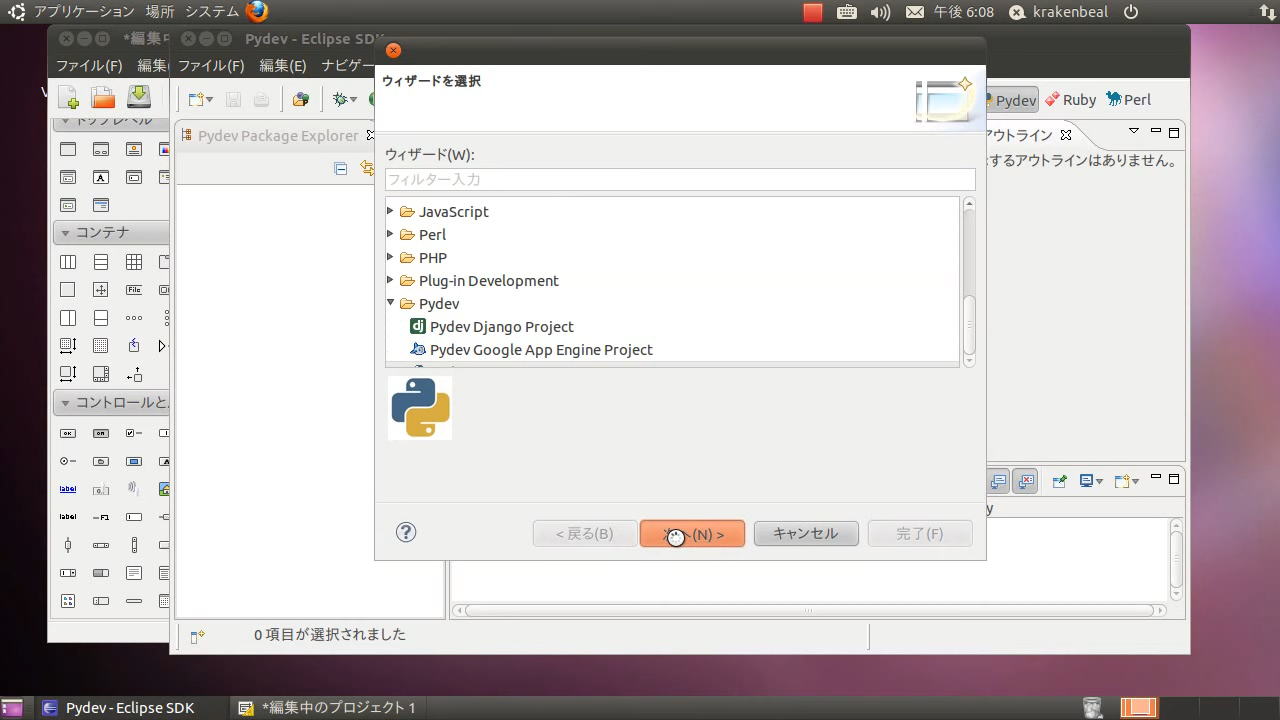 アプリケーション 場所 システム
午後 6:08
krakenbeal
*編集中
Pydev - Eclipse SDK
ファイル(F) 編集
ファイル(F) 編集(E) ナビゲー
Pydev Ruby Perl
トップレベル
コンテナ
label
label
Pydev Package Explorer
0 項目が選択されました
ウィザードを選択
ウィザード(W):
フィルター入力
JavaScript
Perl
PHP
Plug-in Development
Pydev
Pydev Django Project
Pydev Google App Engine Project
< 戻る(B)
(N) >
キャンセル
完了(F)
アウトライン
するアウトラインはありません。
Pydev - Eclipse SDK
*編集中のプロジェクト 1